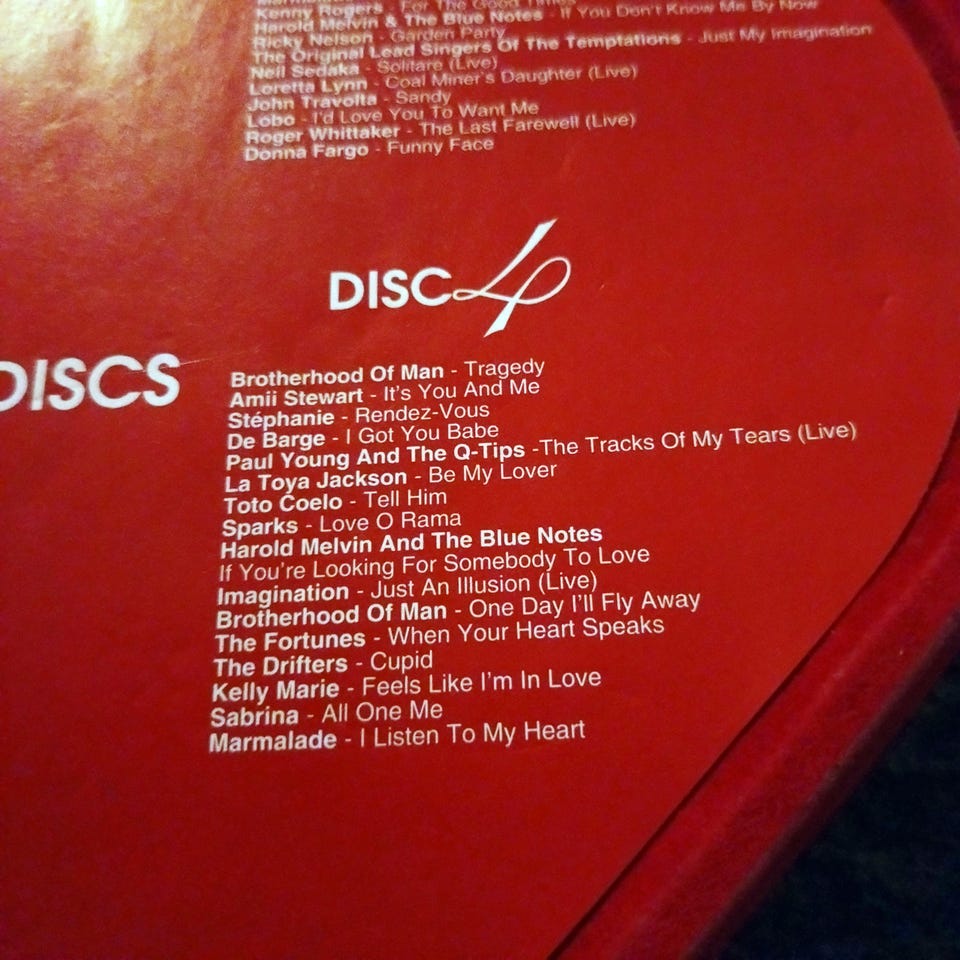 Kenny Rogers - For The Good Times
Harold Melvin & The Blue Notes - If You Don't Know Me By Now
Ricky Nelson - Garden Party
The Original Lead Singers Of The Temptations - Just My Imagination
Neil Sedaka - Solitare (Live)
Loretta Lynn - Coal Miner's Daughter (Live)
John Travolta - Sandy
Lobo - I'd Love You To Want Me
Roger Whittaker - The Last Farewell (Live)
Donna Fargo - Funny Face
DISC 4
DISCS
Brotherhood Of Man - Tragedy
Amii Stewart - It's You And Me
Stéphanie - Rendez-Vous
De Barge - I Got You Babe
Paul Young And The Q-Tips -The Tracks Of My Tears (Live)
La Toya Jackson - Be My Lover
Toto Coelo - Tell Him
Sparks - Love O Rama
Harold Melvin And The Blue Notes
If You're Looking For Somebody To Love
Imagination - Just An Illusion (Live)
Brotherhood Of Man - One Day I'll Fly Away
The Fortunes - When Your Heart Speaks
The Drifters - Cupid
Kelly Marie - Feels Like I'm In Love
Sabrina - All One Me
Marmalade - I Listen To My Heart